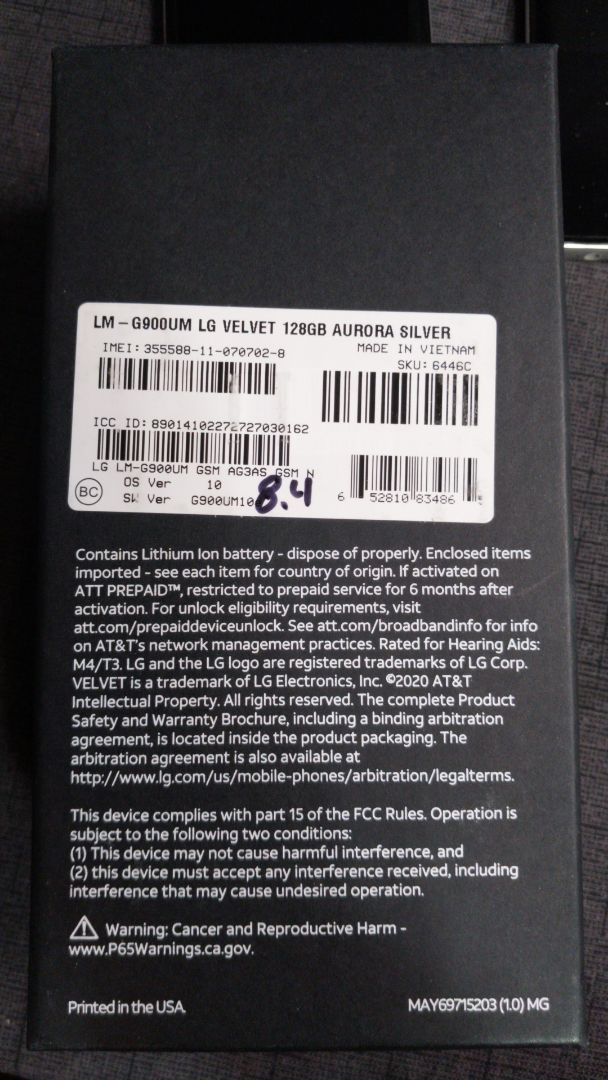 LM-G900UM LG VELVET 128GB AURORA SILVER
IMEI: 355588-11-070702-8
MADE IN VIETNAM
SKU: 6446C
ICC ID: 89014102272727030162
LG LM-G900UM GSM AG3AS GSM N
BC
OS Ver 10
SW Ver G900UM10
8.4
6 52810 83486
Contains Lithium Ion battery - dispose of properly. Enclosed items
imported - see each item for country of origin. If activated on
ATT PREPAID™, restricted to prepaid service for 6 months after
activation. For unlock eligibility requirements, visit
att.com/prepaiddeviceunlock. See att.com/broadbandinfo for info
on AT&T's network management practices. Rated for Hearing Aids:
M4/T3. LG and the LG logo are registered trademarks of LG Corp.
VELVET is a trademark of LG Electronics, Inc. ©2020 AT&T
Intellectual Property. All rights reserved. The complete Product
Safety and Warranty Brochure, including a binding arbitration
agreement, is located inside the product packaging. The
arbitration agreement is also available at
http://www.lg.com/us/mobile-phones/arbitration/legalterms.
This device complies with part 15 of the FCC Rules. Operation is
subject to the following two conditions:
(1) This device may not cause harmful interference, and
(2) this device must accept any interference received, including
interference that may cause undesired operation.
Warning: Cancer and Reproductive Harm -
www.P65Warnings.ca.gov.
Printed in the USA
MAY69715203 (1.0) MG